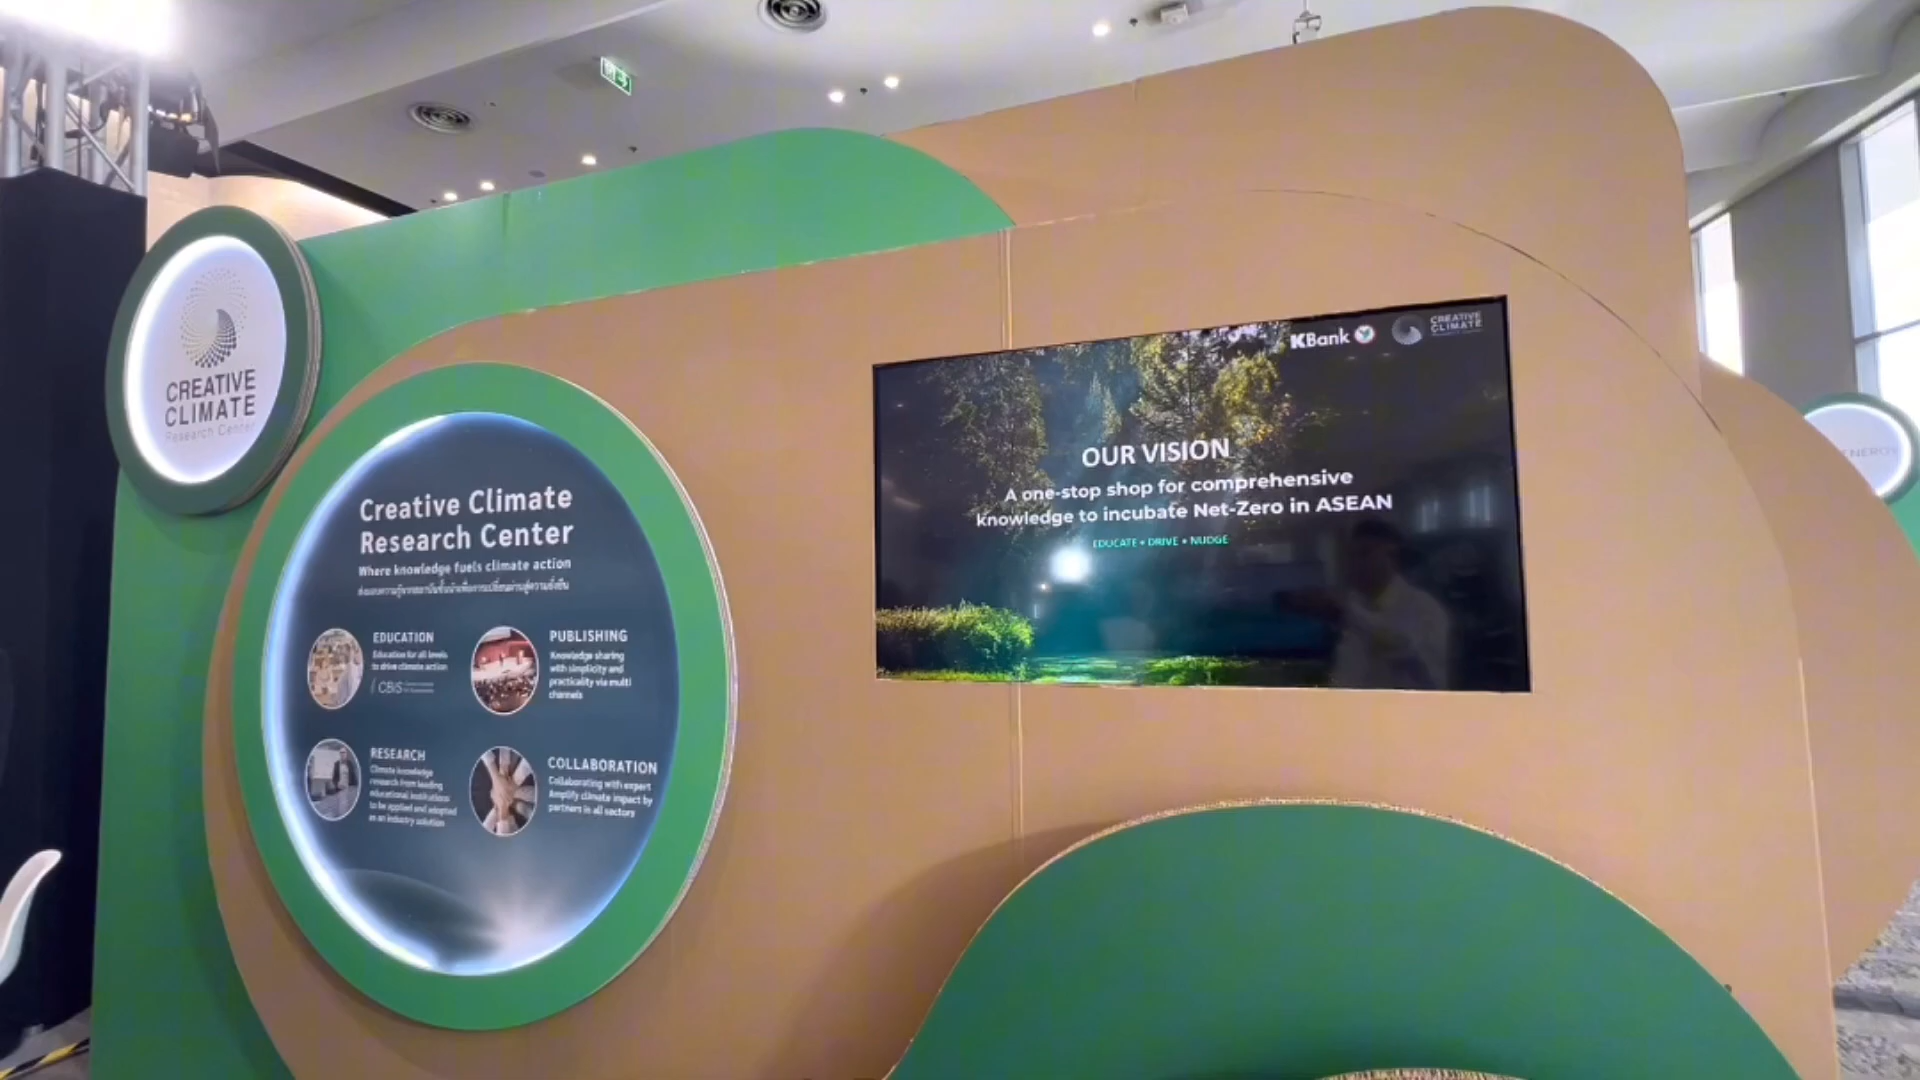 CREATIVE
CLIMATE
Research Center
Creative Climate
Research Center
Where knowledge fuels climate action
EDUCATION
Education for all levels
to drive climate action
CBiS
PUBLISHING
Knowledge sharing
with simplicity and
practicality via multi
channels
RESEARCH
Climate knowledge
research from leading
educational institutions
to be applied and adopted
as an industry solution
COLLABORATION
Collaborating with expert
Amplify climate impact by
partners in all sectors
KBank
CREATIVE
CLIMATE
OUR VISION
A one-stop shop for comprehensive
knowledge to incubate Net-Zero in ASEAN
EDUCATE • DRIVE • NUDGE
ENERGY